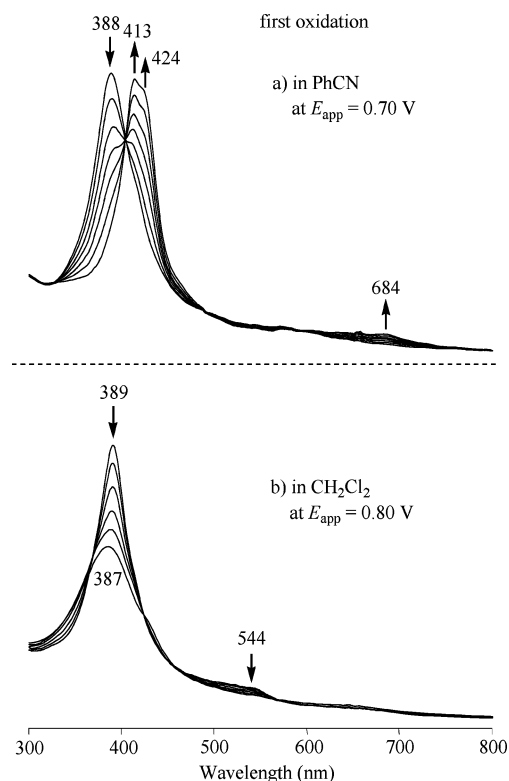 first oxidation
388 413
424
a) in PhCN
at Eapp = 0.70 V
684
389
b) in CH2Cl2
at Eapp = 0.80 V
387
544
300 400 500 600 700 800
Wavelength (nm)